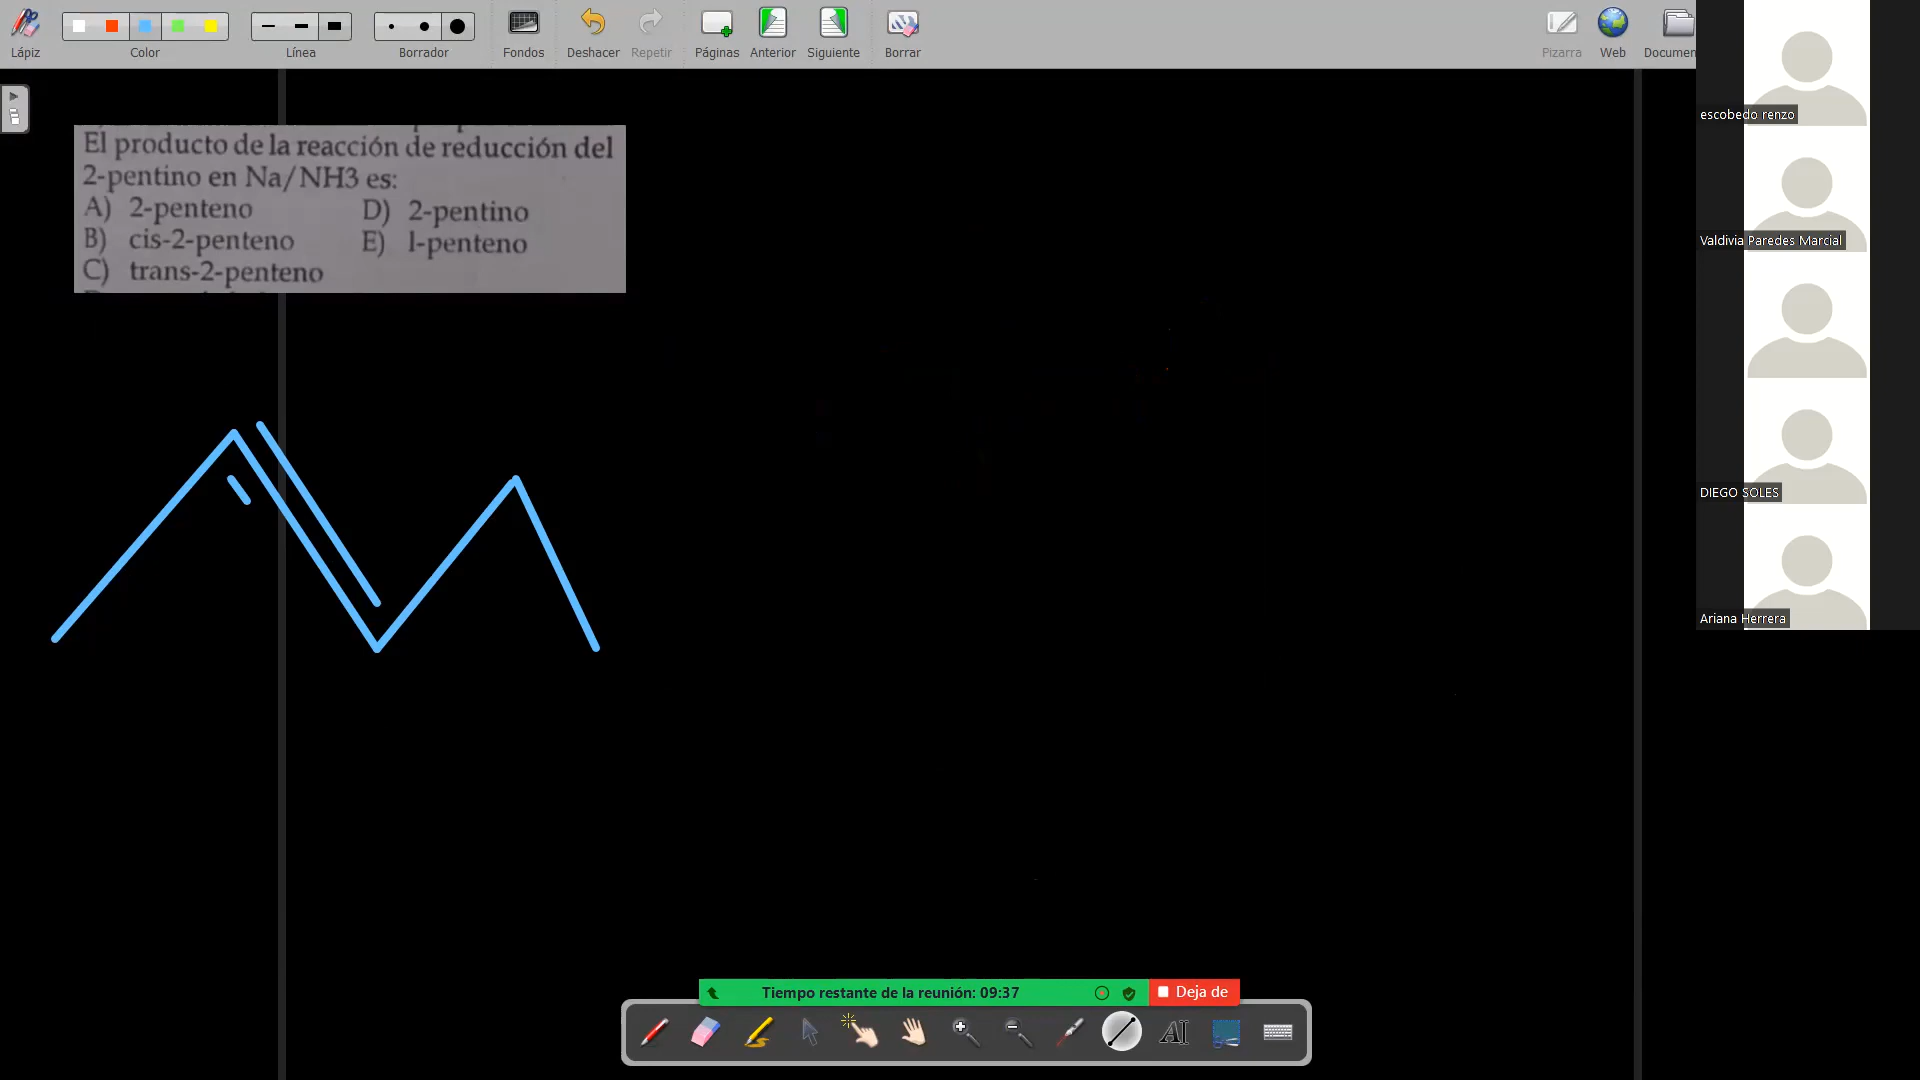 Lápiz
Color
Línea
Borrador
Fondos
Deshacer
Repetir
Páginas
Anterior
Siguiente
Borrar
Pizarra
Web
Documen
El producto de la reacción de reducción del
2-pentino en Na/NH3 es:
A) 2-penteno
D) 2-pentino
B) cis-2-penteno
E) l-penteno
C) trans-2-penteno
escobedo renzo
Valdivia Paredes Marcial
DIEGO SOLES
Ariana Herrera
Tiempo restante de la reunión: 09:37
Deja de
AI